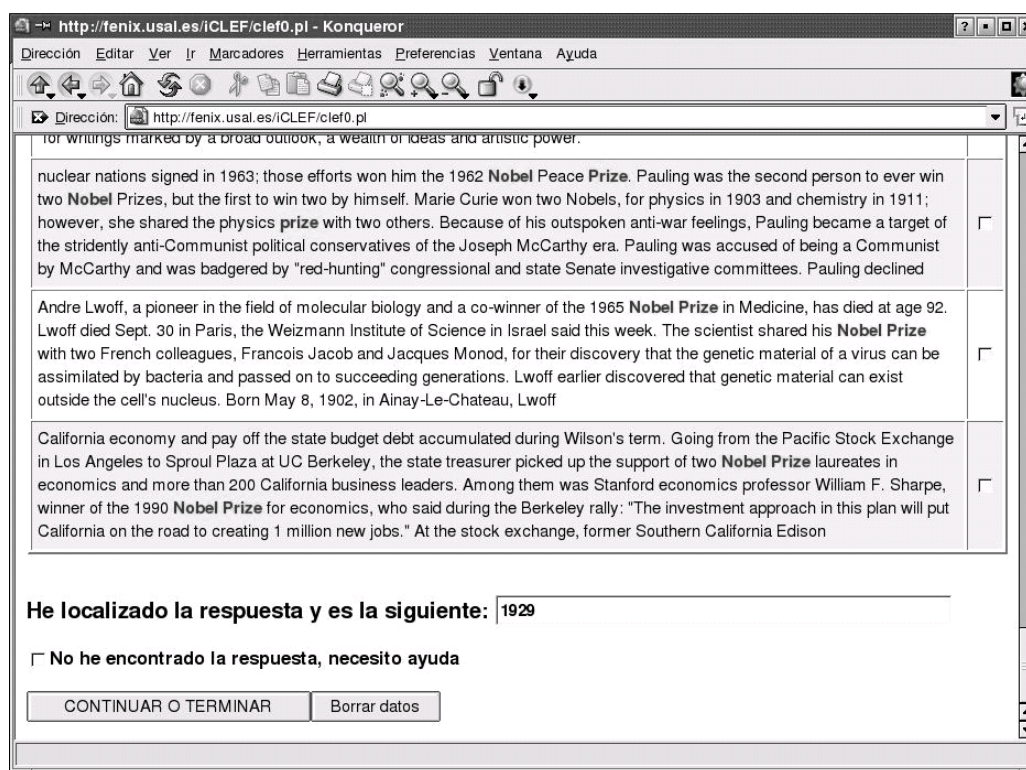 http://fenix.usal.es/iCLEF/clef0.pl - Konqueror
Dirección Editar Ver Ir Marcadores Herramientas Preferencias Ventana Ayuda
Dirección: http://fenix.usal.es/iCLEF/clef0.pl
for writings marked by a broad outlook, a wealth of ideas and artistic power.
nuclear nations signed in 1963; those efforts won him the 1962 Nobel Peace Prize. Pauling was the second person to ever win
two Nobel Prizes, but the first to win two by himself. Marie Curie won two Nobels, for physics in 1903 and chemistry in 1911;
however, she shared the physics prize with two others. Because of his outspoken anti-war feelings, Pauling became a target of
the stridently anti-Communist political conservatives of the Joseph McCarthy era. Pauling was accused of being a Communist
by McCarthy and was badgered by "red-hunting" congressional and state Senate investigative committees. Pauling declined
Andre Lwoff, a pioneer in the field of molecular biology and a co-winner of the 1965 Nobel Prize in Medicine, has died at age 92.
Lwoff died Sept. 30 in Paris, the Weizmann Institute of Science in Israel said this week. The scientist shared his Nobel Prize
with two French colleagues, Francois Jacob and Jacques Monod, for their discovery that the genetic material of a virus can be
assimilated by bacteria and passed on to succeeding generations. Lwoff earlier discovered that genetic material can exist
outside the cell's nucleus. Born May 8, 1902, in Ainay-Le-Chateau, Lwoff
California economy and pay off the state budget debt accumulated during Wilson's term. Going from the Pacific Stock Exchange
in Los Angeles to Sproul Plaza at UC Berkeley, the state treasurer picked up the support of two Nobel Prize laureates in
economics and more than 200 California business leaders. Among them was Stanford economics professor William F. Sharpe,
winner of the 1990 Nobel Prize for economics, who said during the Berkeley rally: "The investment approach in this plan will put
California on the road to creating 1 million new jobs." At the stock exchange, former Southern California Edison
He localizado la respuesta y es la siguiente: 1929
No he encontrado la respuesta, necesito ayuda
CONTINUAR O TERMINAR Borrar datos